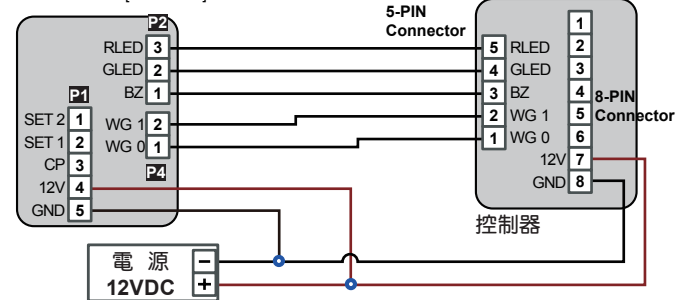 5-PIN
Connector
P2
RLED 3
GLED 2
BZ 1
P1
SET 2 1
SET 1 2
CP 3
12V 4
GND 5
WG 1 2
WG 0 1
P4
5 RLED
4 GLED
3 BZ
2 WG 1
1 WG 0
1
2
3
4
5
6
12V 7
GND 8
8-PIN
Connector
控制器
電 源
12VDC
−
+